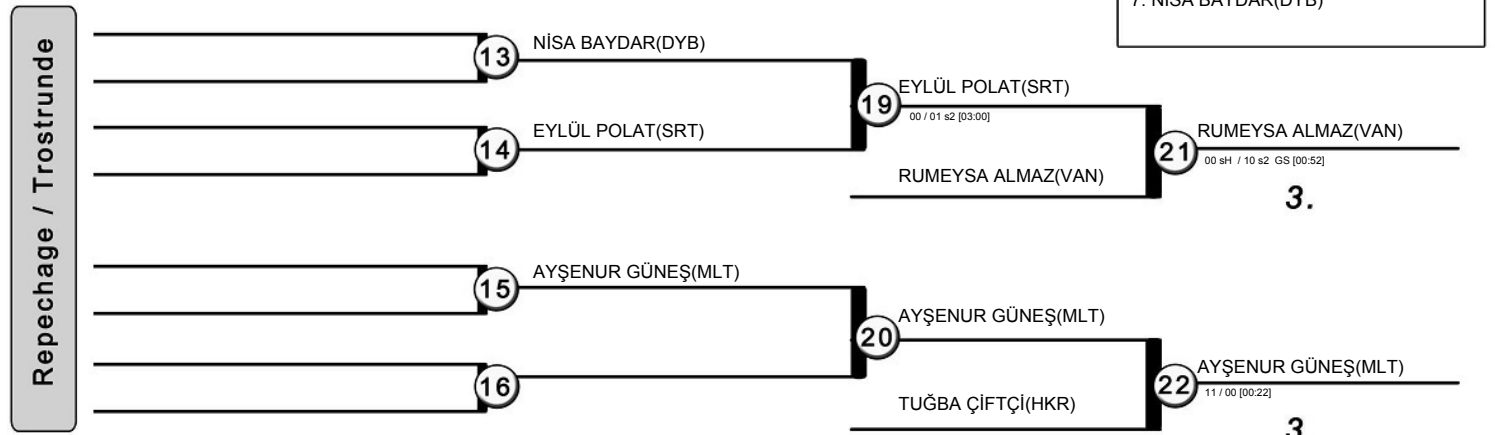 7. NİSA BAYDAR(DYB)
Repechage / Trostrunde
13
NİSA BAYDAR(DYB)
14
EYLÜL POLAT(SRT)
19
EYLÜL POLAT(SRT)
00 / 01 s2 [03:00]
RUMEYSA ALMAZ(VAN)
21
RUMEYSA ALMAZ(VAN)
00 sH / 10 s2 GS [00:52]
3.
15
AYŞENUR GÜNEŞ(MLT)
16
20
AYŞENUR GÜNEŞ(MLT)
TUĞBA ÇİFTÇİ(HKR)
22
AYŞENUR GÜNEŞ(MLT)
11 / 00 [00:22]
3